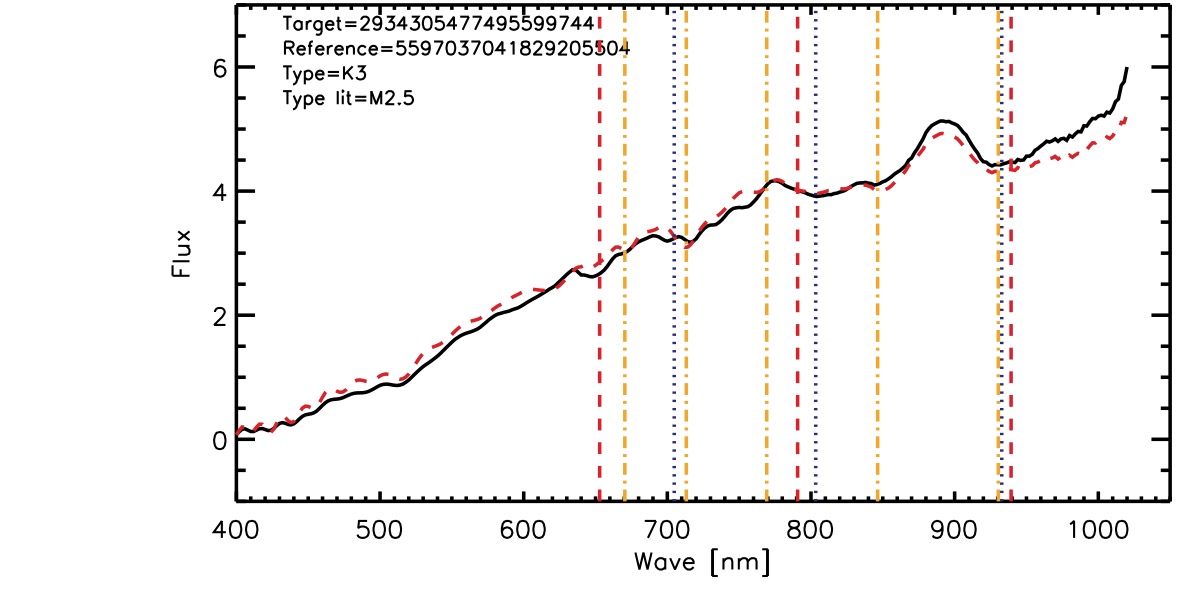 Target=2934305477495599744
Reference=5597037041829205504
Type=K3
Type lit=M2.5
6
4
2
0
Flux
400 500 600 700 800 900 1000
Wave [nm]